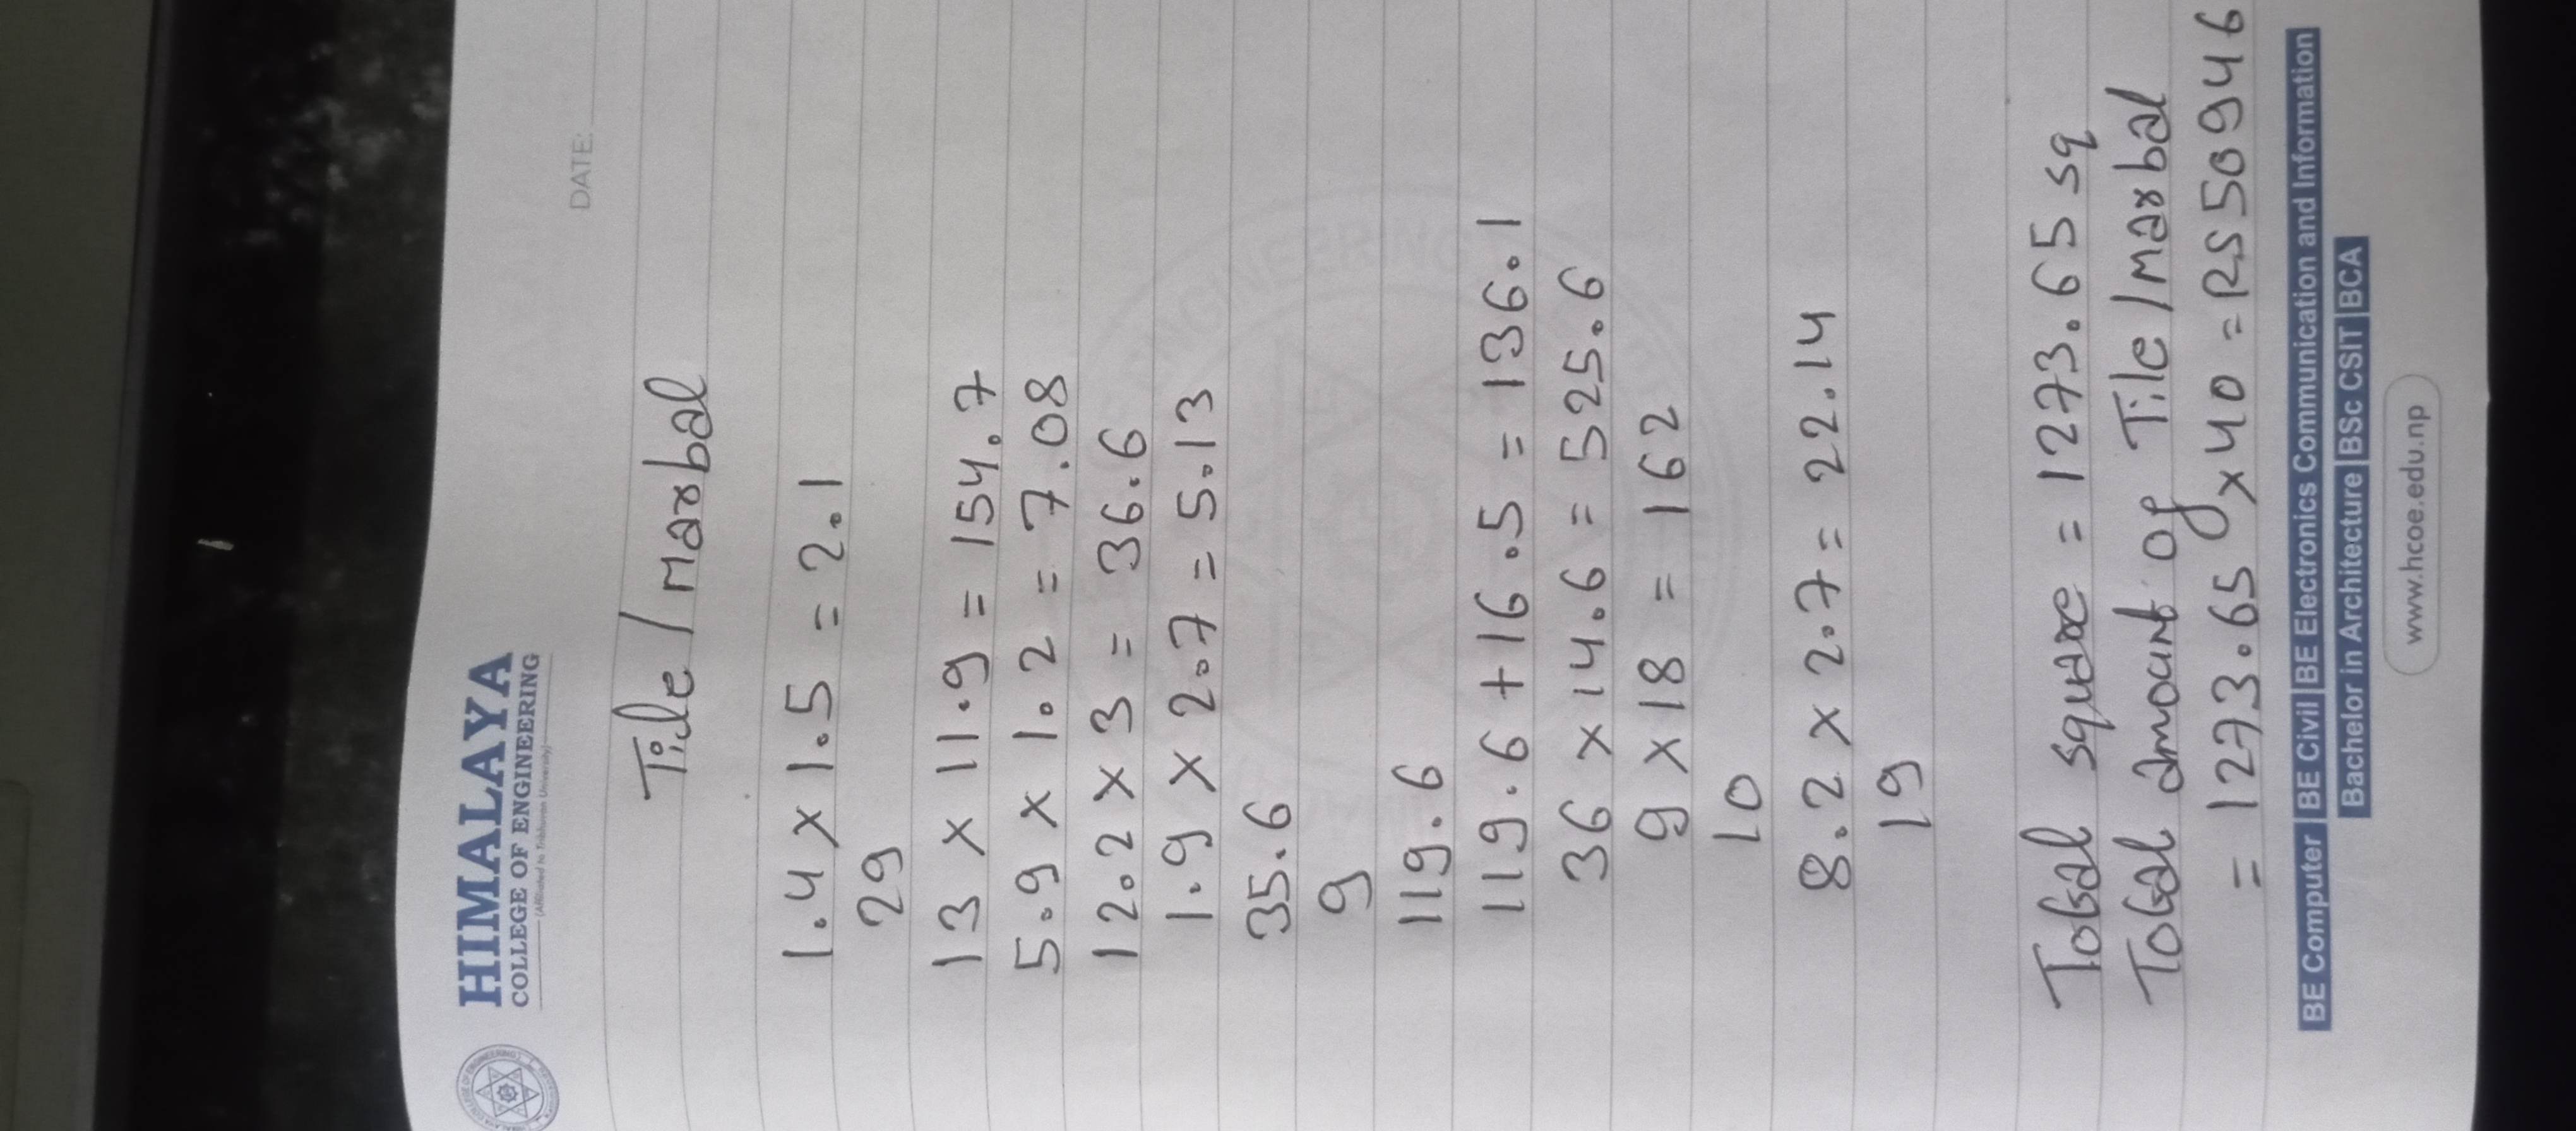 HIMALAYA
COLLEGE OF ENGINEERING
(Affiliated to Tribhuvan University)
DATE:
Tile / Marbal
1.4 × 1.5 = 2.1
29
13 × 11.9 = 154.7
5.9 × 1.2 = 7.08
12.2 × 3 = 36.6
1.9 × 2.7 = 5.13
35.6
9
119.6
119.6 + 16.5 = 136.1
36 × 14.6 = 525.6
9 × 18 = 162
10
8.2 × 2.7 = 22.14
19
Total square = 1273.65 sq
Total amount of Tile / Marbal
= 1273.65 × 40 = RS 50946
BE Computer BE Civil BE Electronics Communication and Information
Bachelor in Architecture BSc CSIT BCA
www.hcoe.edu.np